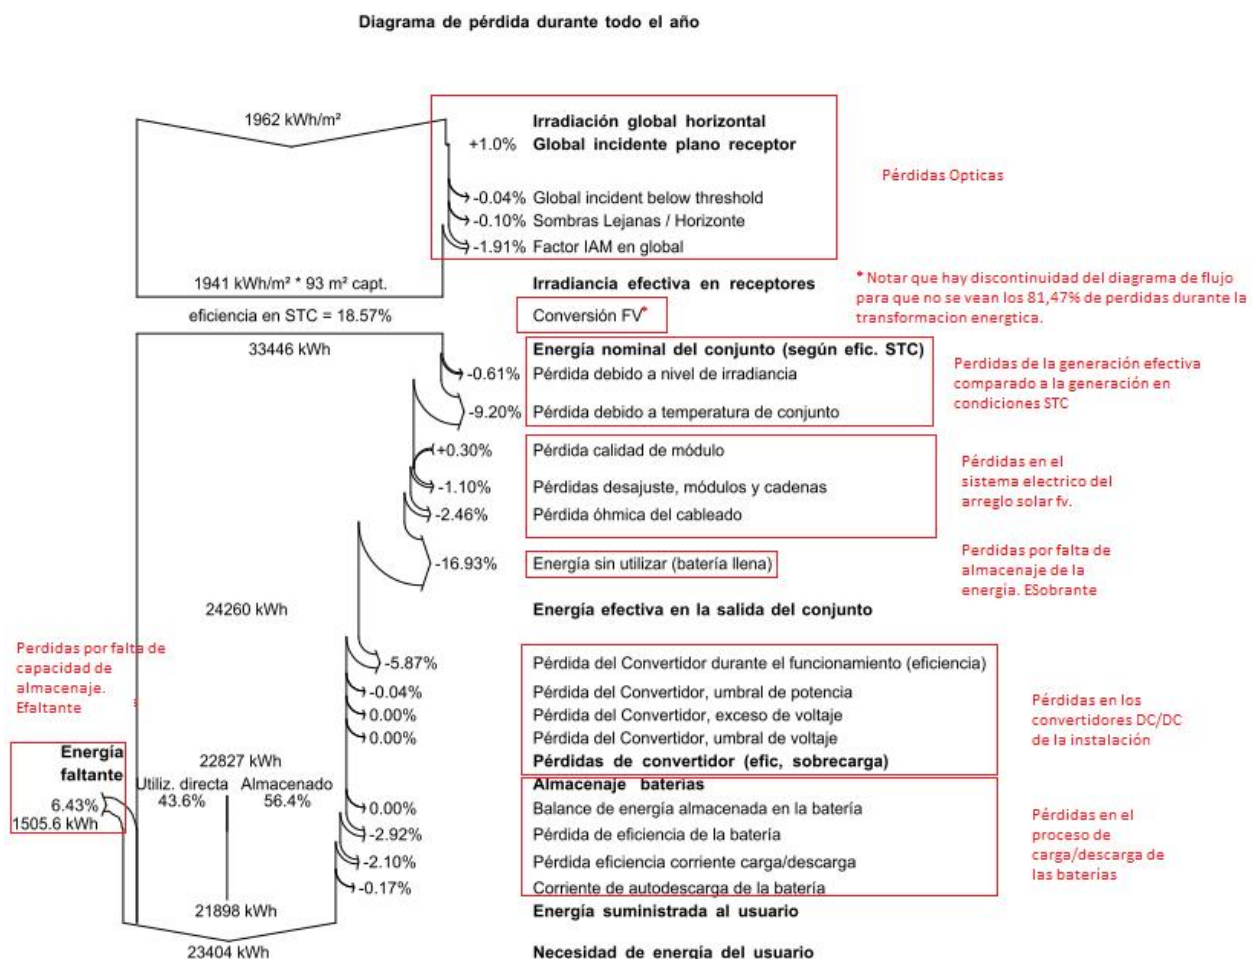 Diagrama de pérdida durante todo el año
1962 kWh/m²
Irradiación global horizontal
+1.0% Global incidente plano receptor
Pérdidas Opticas
-0.04% Global incident below threshold
-0.10% Sombras Lejanas / Horizonte
-1.91% Factor IAM en global
1941 kWh/m² * 93 m² capt.
Irradiancia efectiva en receptores
* Notar que hay discontinuidad del diagrama de flujo
para que no se vean los 81,47% de perdidas durante la
transformacion energtica.
eficiencia en STC = 18.57%
Conversión FV*
33446 kWh
Energía nominal del conjunto (según efic. STC)
-0.61% Pérdida debido a nivel de irradiancia
-9.20% Pérdida debido a temperatura de conjunto
Perdidas de la generación efectiva
comparado a la generación en
condiciones STC
+0.30% Pérdida calidad de módulo
-1.10% Pérdidas desajuste, módulos y cadenas
-2.46% Pérdida óhmica del cableado
Pérdidas en el
sistema electrico del
arreglo solar fv.
-16.93% Energía sin utilizar (batería llena)
Perdidas por falta de
almacenaje de la
energía. ESobrante
24260 kWh
Energía efectiva en la salida del conjunto
Perdidas por falta de
capacidad de
almacenaje.
Efaltante
-5.87% Pérdida del Convertidor durante el funcionamiento (eficiencia)
-0.04% Pérdida del Convertidor, umbral de potencia
0.00% Pérdida del Convertidor, exceso de voltaje
0.00% Pérdida del Convertidor, umbral de voltaje
Pérdidas de convertidor (efic, sobrecarga)
Pérdidas en los
convertidores DC/DC
de la instalación
Energía
faltante
6.43%
1505.6 kWh
22827 kWh
Utiliz. directa Almacenado
43.6% 56.4%
Almacenaje baterias
0.00% Balance de energía almacenada en la batería
-2.92% Pérdida de eficiencia de la batería
-2.10% Pérdida eficiencia corriente carga/descarga
-0.17% Corriente de autodescarga de la batería
Pérdidas en el
proceso de
carga/descarga de
las baterías
21898 kWh
Energía suministrada al usuario
23404 kWh
Necesidad de energía del usuario